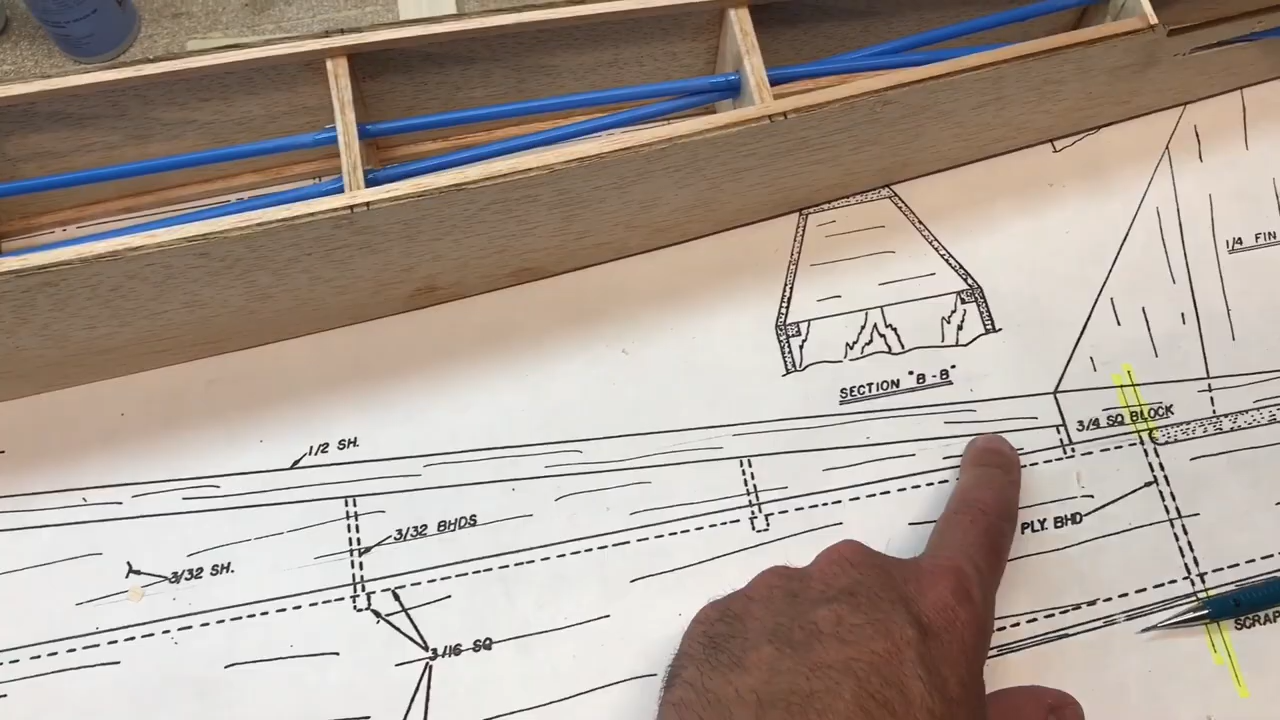 1/4 FIN
SECTION "B-B"
3/4 SQ BLOCK
1/2 SH.
3/32 BHDS
PLY. BHD
3/32 SH.
SCRAP
3/16 SQ